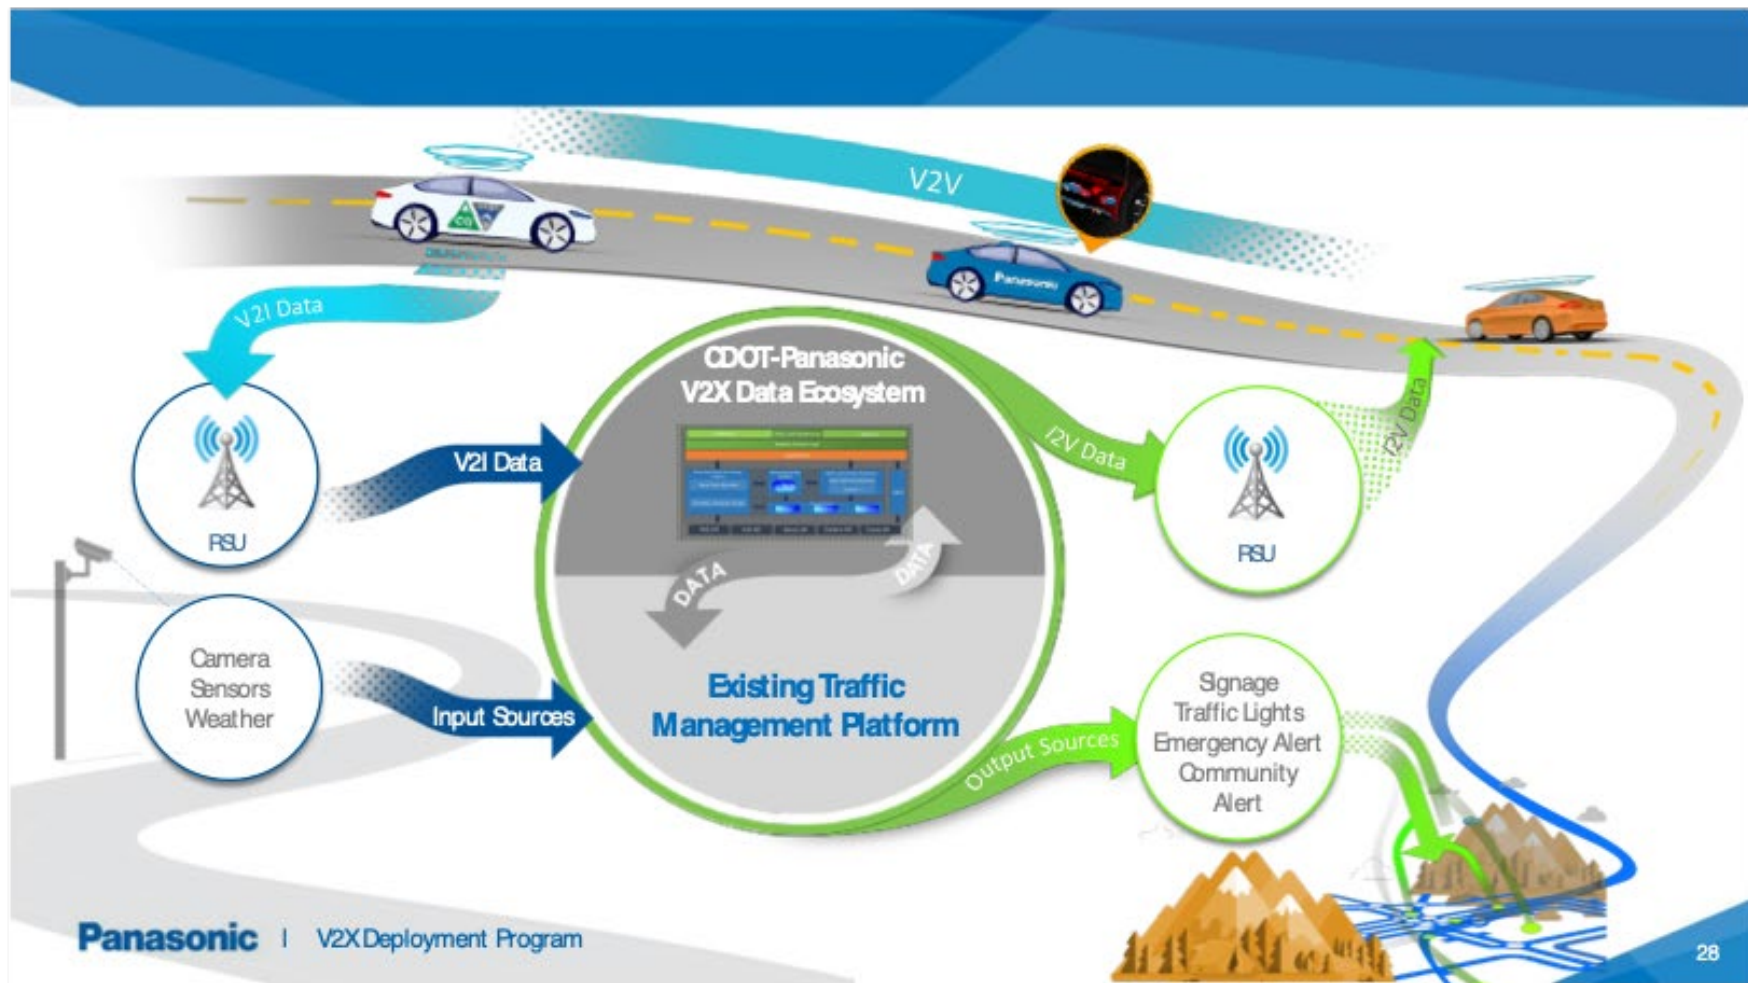 V2V
CO
Panasonic
V2I Data
CDOT-Panasonic
V2X Data Ecosystem
I2V Data
I2V Data
V2I Data
RSU
RSU
DATA
DATA
Camera
Sensors
Weather
Input Sources
Existing Traffic
Management Platform
Output Sources
Signage
Traffic Lights
Emergency Alert
Community
Alert
Panasonic | V2X Deployment Program
28